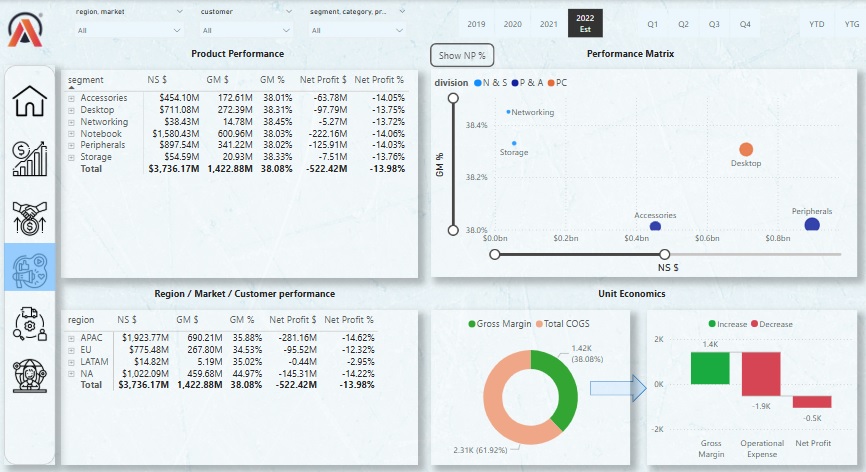 region, market customer segment, category, pr...
All All All
2019 2020 2021 2022 Est Q1 Q2 Q3 Q4 YTD YTG
Product Performance
segment NS $ GM $ GM % Net Profit $ Net Profit %
Accessories $454.10M 172.61M 38.01% -63.78M -14.05%
Desktop $711.08M 272.39M 38.31% -97.79M -13.75%
Networking $38.43M 14.78M 38.45% -5.27M -13.72%
Notebook $1,580.43M 600.96M 38.03% -222.16M -14.06%
Peripherals $897.54M 341.22M 38.02% -125.91M -14.03%
Storage $54.59M 20.93M 38.33% -7.51M -13.76%
Total $3,736.17M 1,422.88M 38.08% -522.42M -13.98%
Show NP %
Performance Matrix
division N & S P & A PC
GM %
38.4%
38.2%
38.0%
Networking
Storage
Desktop
Accessories
Peripherals
$0.0bn $0.2bn $0.4bn $0.6bn $0.8bn
NS $
Region / Market / Customer performance
region NS $ GM $ GM % Net Profit $ Net Profit %
APAC $1,923.77M 690.21M 35.88% -281.16M -14.62%
EU $775.48M 267.80M 34.53% -95.52M -12.32%
LATAM $14.82M 5.19M 35.02% -0.44M -2.95%
NA $1,022.09M 459.68M 44.97% -145.31M -14.22%
Total $3,736.17M 1,422.88M 38.08% -522.42M -13.98%
Unit Economics
Gross Margin Total COGS
1.42K
(38.08%)
2.31K (61.92%)
Increase Decrease
2K
0K
-2K
1.4K
-1.9K
-0.5K
Gross Margin
Operational Expense
Net Profit